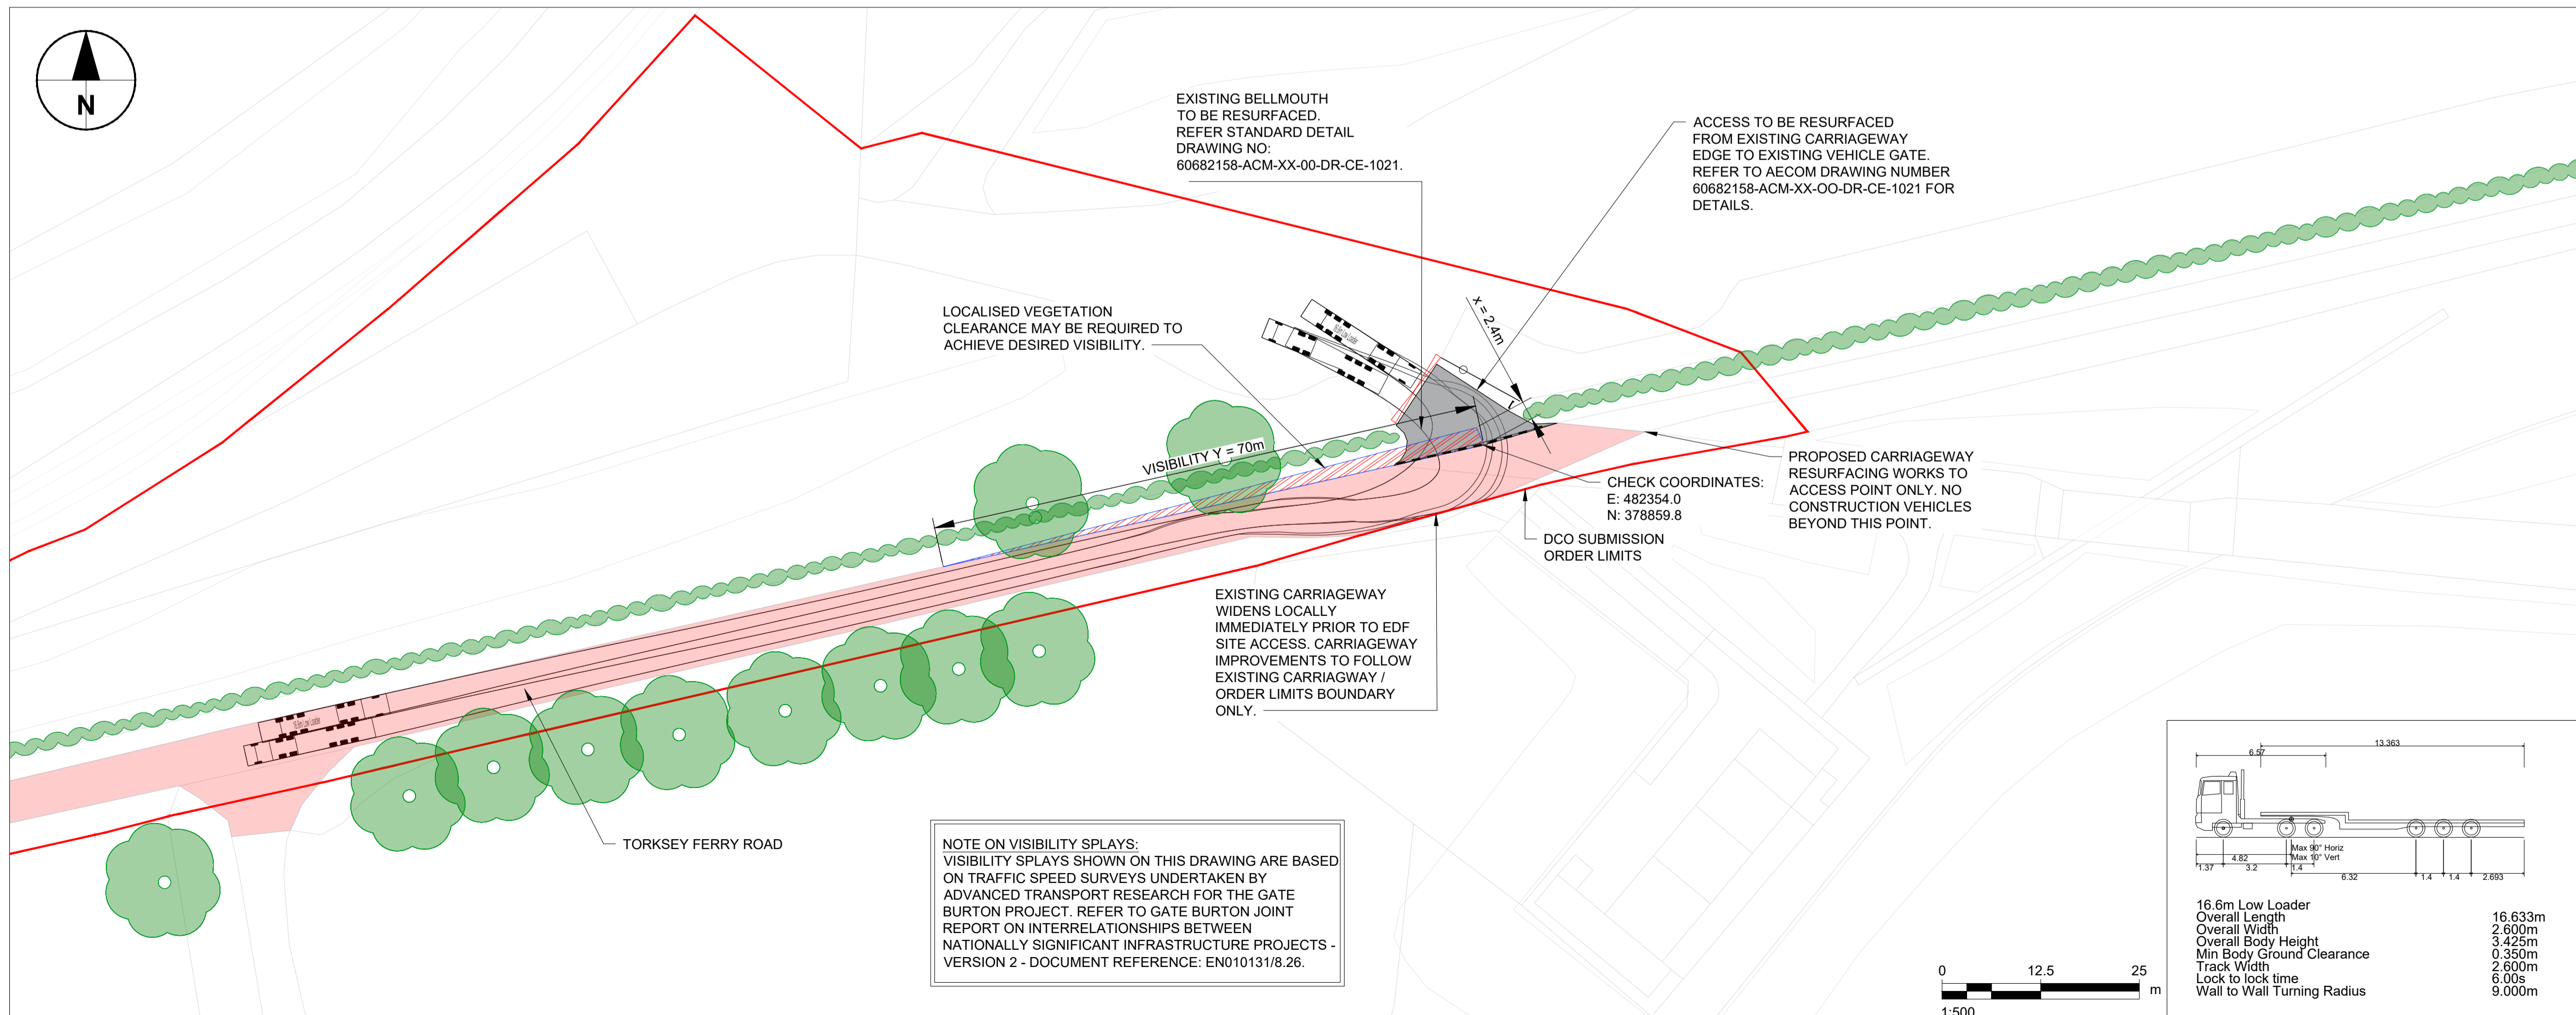 N
EXISTING BELLMOUTH
TO BE RESURFACED.
REFER STANDARD DETAIL
DRAWING NO:
60682158-ACM-XX-00-DR-CE-1021.
ACCESS TO BE RESURFACED
FROM EXISTING CARRIAGEWAY
EDGE TO EXISTING VEHICLE GATE.
REFER TO AECOM DRAWING NUMBER
60682158-ACM-XX-OO-DR-CE-1021 FOR
DETAILS.
LOCALISED VEGETATION
CLEARANCE MAY BE REQUIRED TO
ACHIEVE DESIRED VISIBILITY.
16.6m Low Loader
x = 2.4m
VISIBILITY Y = 70m
CHECK COORDINATES:
E: 482354.0
N: 378859.8
PROPOSED CARRIAGEWAY
RESURFACING WORKS TO
ACCESS POINT ONLY. NO
CONSTRUCTION VEHICLES
BEYOND THIS POINT.
DCO SUBMISSION
ORDER LIMITS
EXISTING CARRIAGEWAY
WIDENS LOCALLY
IMMEDIATELY PRIOR TO EDF
SITE ACCESS. CARRIAGEWAY
IMPROVEMENTS TO FOLLOW
EXISTING CARRIAGWAY /
ORDER LIMITS BOUNDARY
ONLY.
16.6m Low Loader
TORKSEY FERRY ROAD
NOTE ON VISIBILITY SPLAYS:
VISIBILITY SPLAYS SHOWN ON THIS DRAWING ARE BASED
ON TRAFFIC SPEED SURVEYS UNDERTAKEN BY
ADVANCED TRANSPORT RESEARCH FOR THE GATE
BURTON PROJECT. REFER TO GATE BURTON JOINT
REPORT ON INTERRELATIONSHIPS BETWEEN
NATIONALLY SIGNIFICANT INFRASTRUCTURE PROJECTS -
VERSION 2 - DOCUMENT REFERENCE: EN010131/8.26.
0 12.5 25
m
1:500
13.363
6.57
Max 90° Horiz
Max 10° Vert
4.82
1.37 3.2 1.4
6.32 1.4 1.4 2.693
16.6m Low Loader
Overall Length 16.633m
Overall Width 2.600m
Overall Body Height 3.425m
Min Body Ground Clearance 0.350m
Track Width 2.600m
Lock to lock time 6.00s
Wall to Wall Turning Radius 9.000m